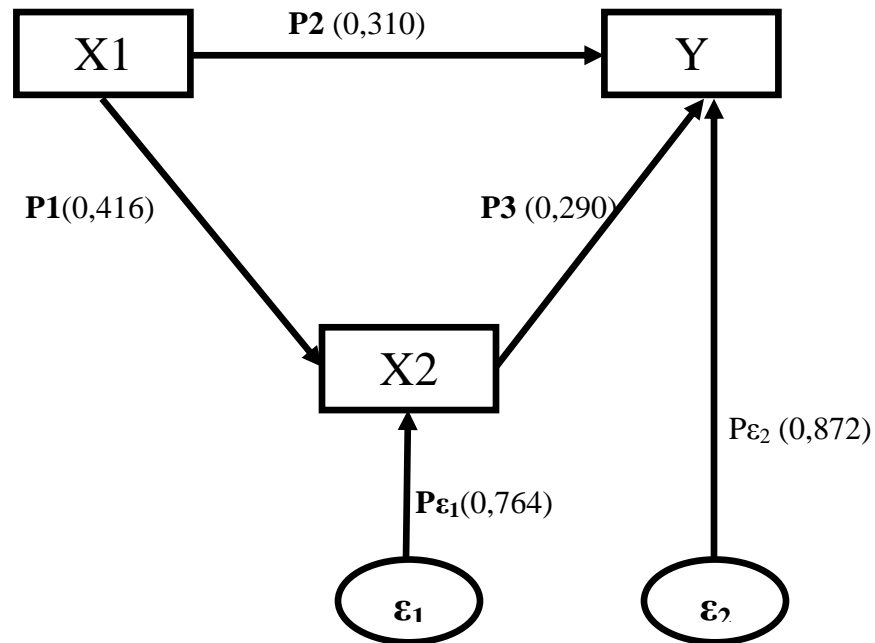 P2 (0,310)
X1
Y
P1(0,416)
P3 (0,290)
X2
Pε₂ (0,872)
Pε₁(0,764)
ε₁
ε₂